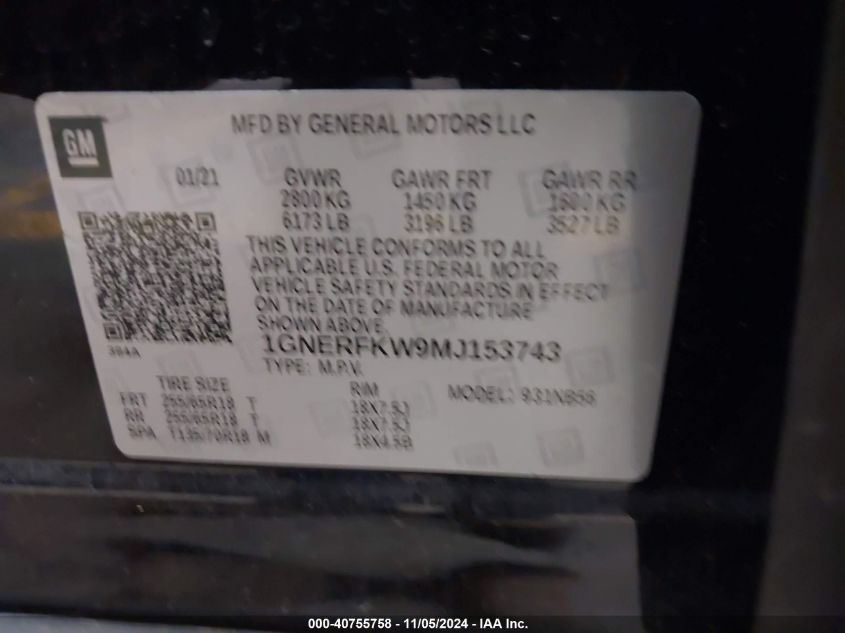 MFD BY GENERAL MOTORS LLC
GM
01/21 GVWR GAWR FRT GAWR RR
2800 KG 1450 KG 1600 KG
6173 LB 3196 LB 3527 LB
THIS VEHICLE CONFORMS TO ALL
APPLICABLE U.S. FEDERAL MOTOR
VEHICLE SAFETY STANDARDS IN EFFECT
ON THE DATE OF MANUFACTURE
SHOWN ABOVE.
1GNERFKW9MJ153743
TYPE: M.P.V.
TIRE SIZE RIM MODEL:
FRT 255/65R18 T 18X7.5J
RR 255/65R18 T 18X7.5J
SPA T135/70R18 M 18X4.5B
000-40755758 - 11/05/2024 - IAA Inc.